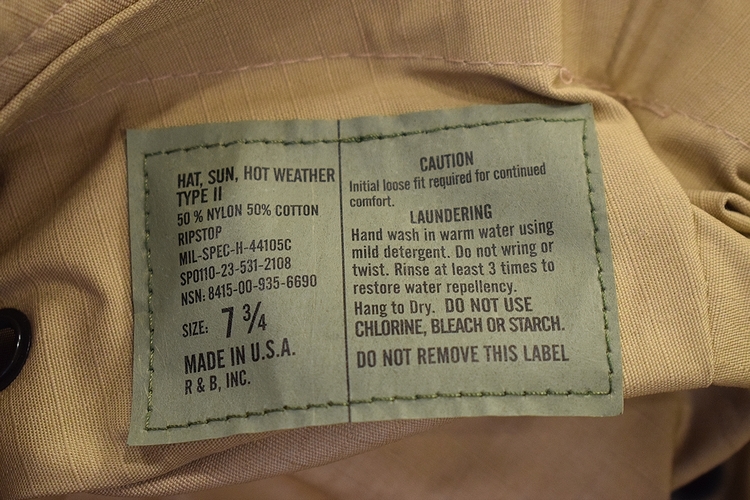 HAT, SUN, HOT WEATHER
TYPE II
50 % NYLON 50% COTTON
RIPSTOP
MIL-SPEC-H-44105C
SP0110-23-531-2108
NSN: 8415-00-935-6690
SIZE: 7 3/4
MADE IN U.S.A.
R & B, INC.
CAUTION
Initial loose fit required for continued
comfort.
LAUNDERING
Hand wash in warm water using
mild detergent. Do not wring or
twist. Rinse at least 3 times to
restore water repellency.
Hang to Dry. DO NOT USE
CHLORINE, BLEACH OR STARCH.
DO NOT REMOVE THIS LABEL